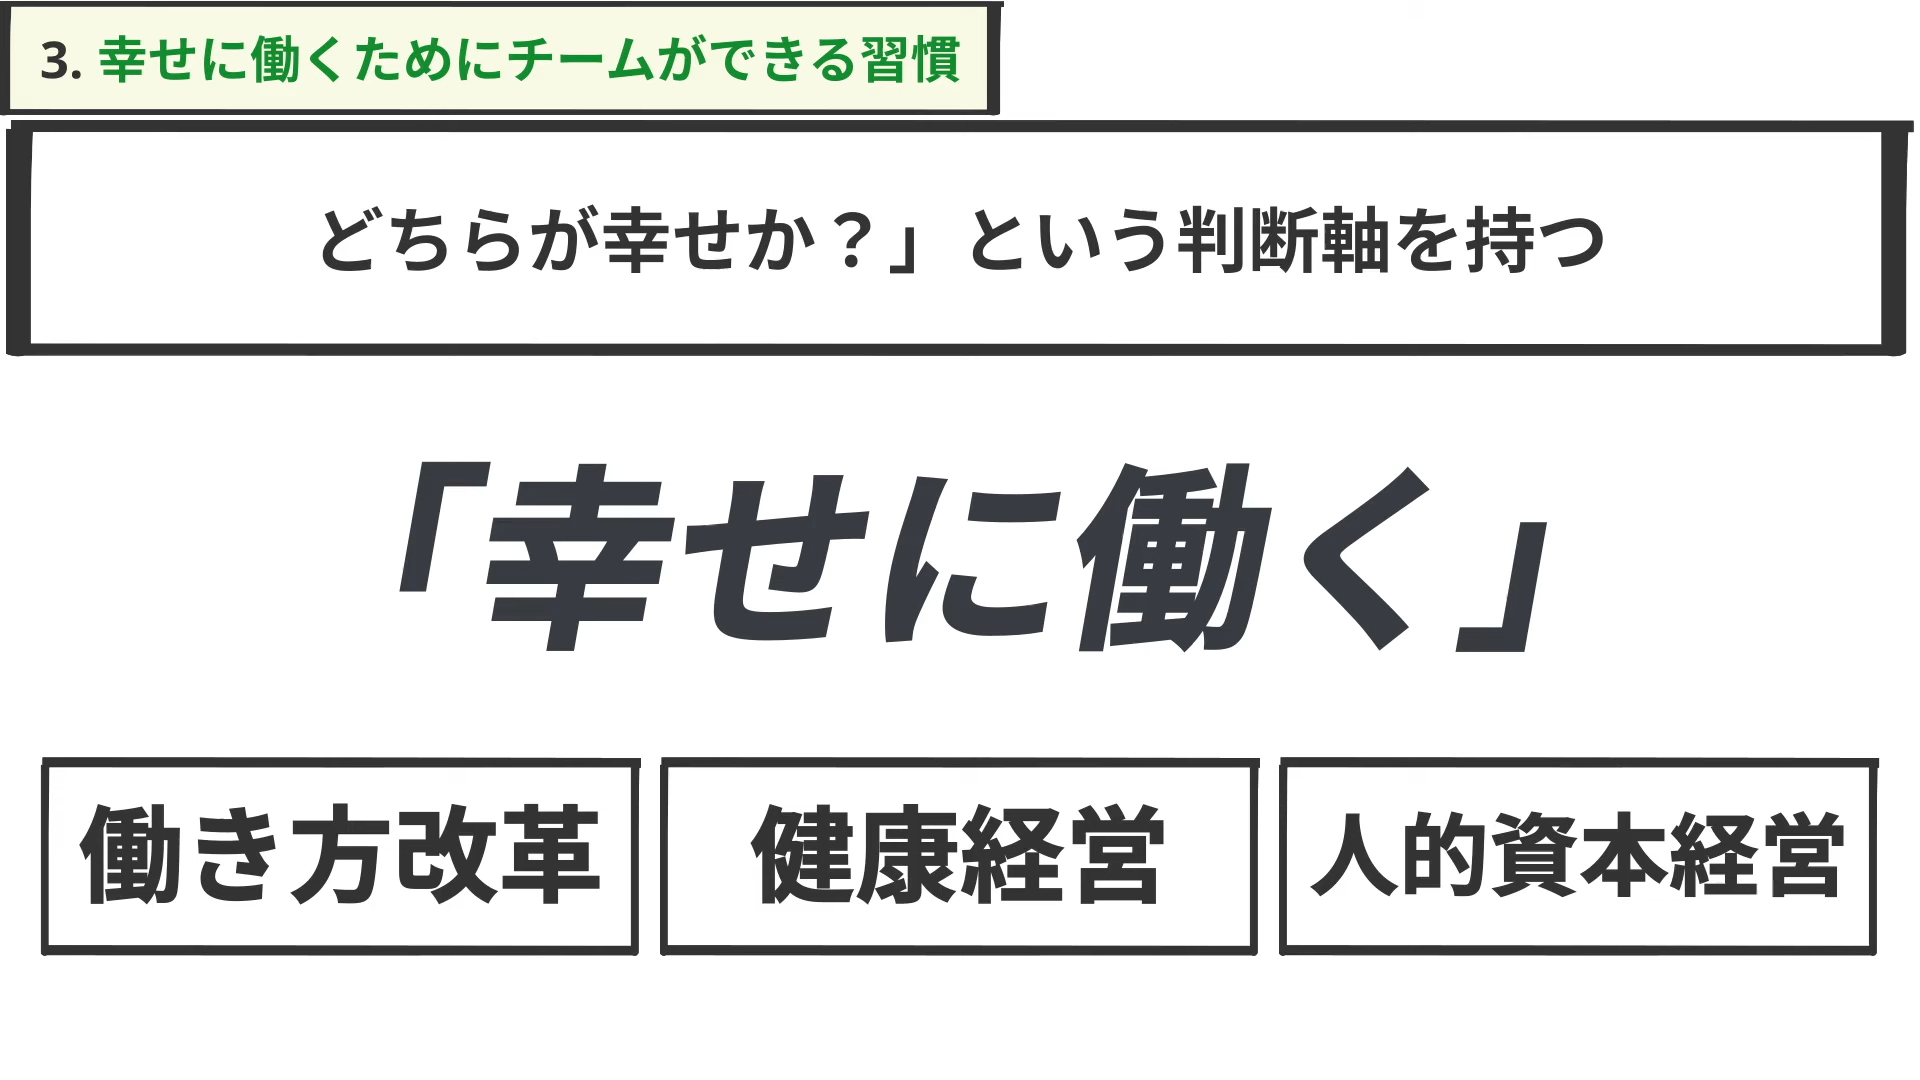 3. 幸せに働くためにチームができる習慣
どちらが幸せか？」という判断軸を持つ
「幸せに働く」
働き方改革
健康経営
人的資本経営